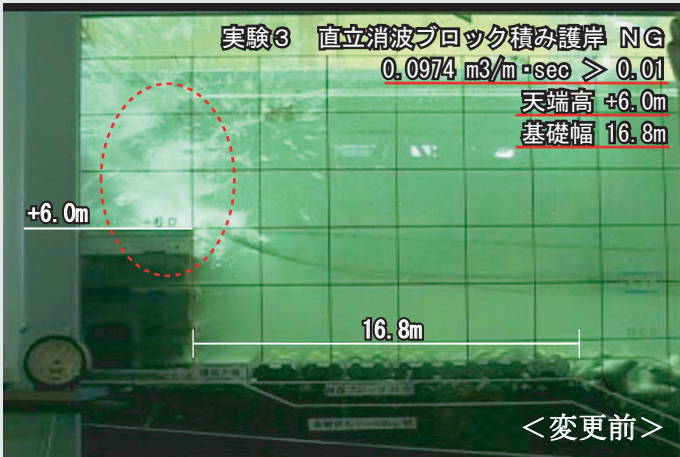 実験3 直立消波ブロック積み護岸 NG
0.0974 m3/m･sec ＞ 0.01
天端高 +6.0m
基礎幅 16.8m
+6.0m
16.8m
＜変更前＞